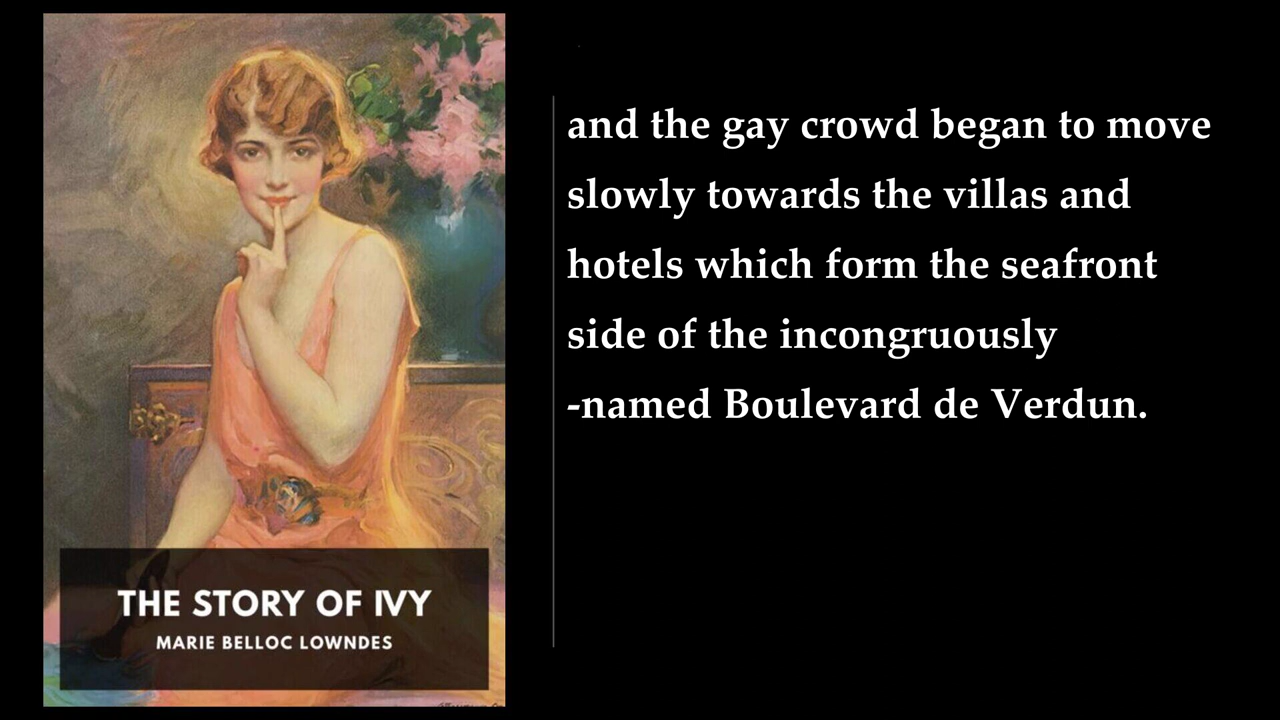 and the gay crowd began to move
slowly towards the villas and
hotels which form the seafront
side of the incongruously
-named Boulevard de Verdun.
THE STORY OF IVY
MARIE BELLOC LOWNDES